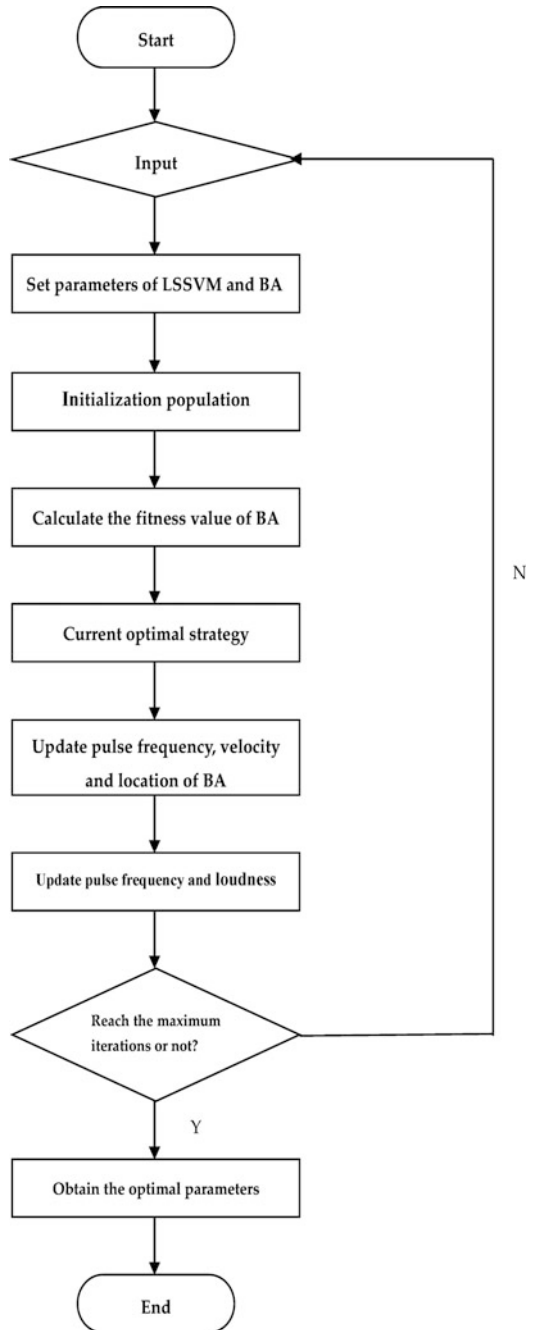 Start
Input
Set parameters of LSSVM and BA
Initialization population
Calculate the fitness value of BA
Current optimal strategy
Update pulse frequency, velocity
and location of BA
Update pulse frequency and loudness
Reach the maximum
iterations or not?
N
Y
Obtain the optimal parameters
End